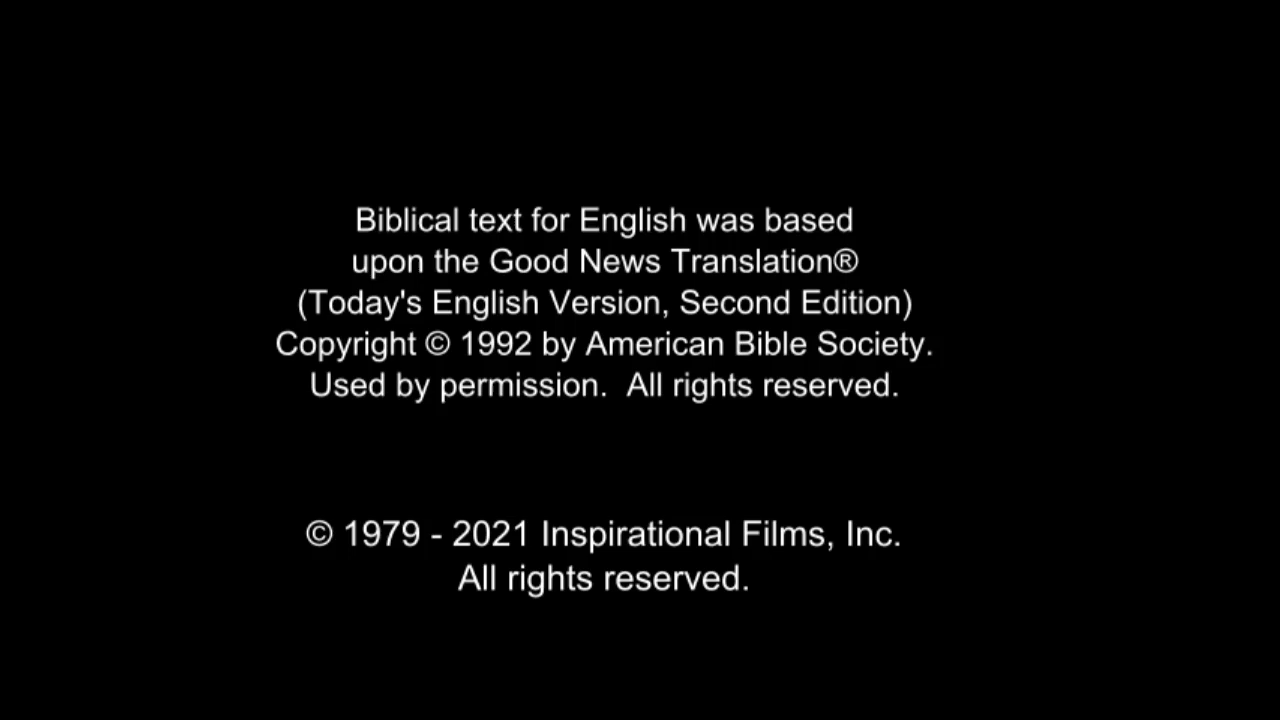 Biblical text for English was based
upon the Good News Translation®
(Today's English Version, Second Edition)
Copyright © 1992 by American Bible Society.
Used by permission.  All rights reserved.
© 1979 - 2021 Inspirational Films, Inc.
All rights reserved.